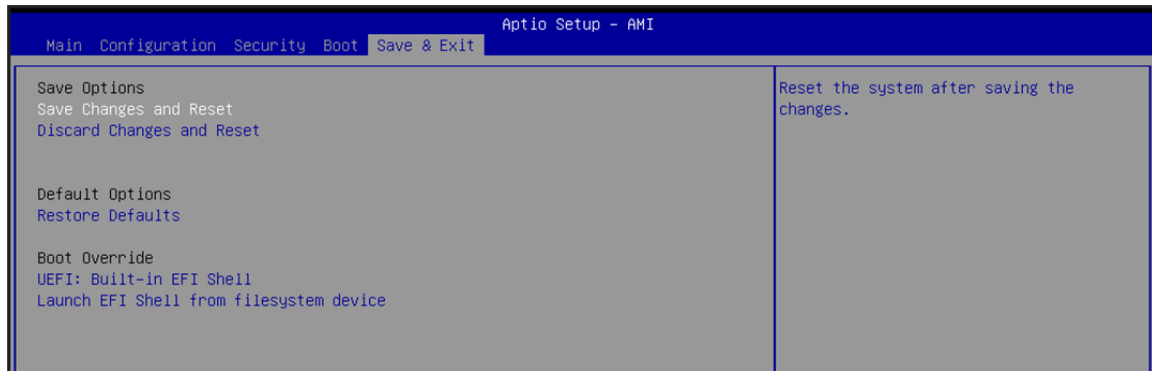 Aptio Setup – AMI
Main Configuration Security Boot Save & Exit
Save Options
Save Changes and Reset
Discard Changes and Reset
Default Options
Restore Defaults
Boot Override
UEFI: Built-in EFI Shell
Launch EFI Shell from filesystem device
Reset the system after saving the
changes.